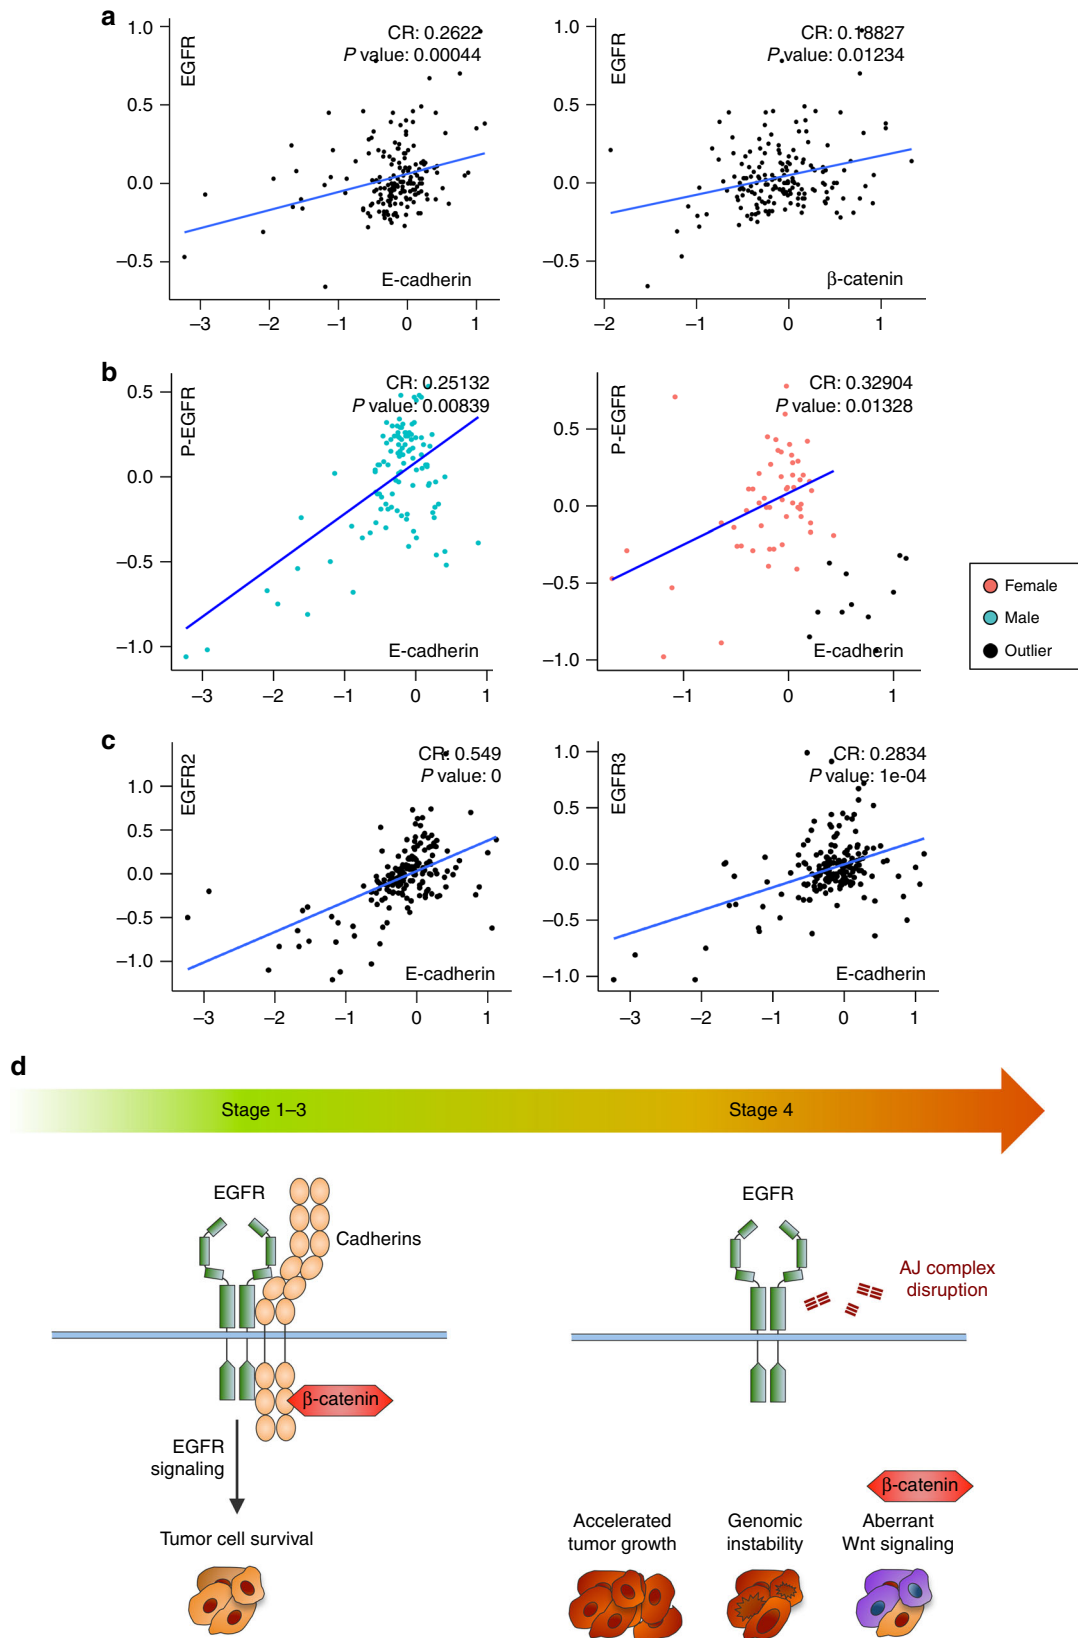 a
EGFR
CR: 0.2622
P value: 0.00044
1.0
0.5
0.0
–0.5
E-cadherin
–3
–2
–1
0
1
EGFR
CR: 0.18827
P value: 0.01234
1.0
0.5
0.0
–0.5
β-catenin
–2
–1
0
1
b
P-EGFR
CR: 0.25132
P value: 0.00839
0.5
0.0
–0.5
–1.0
E-cadherin
–3
–2
–1
0
1
P-EGFR
CR: 0.32904
P value: 0.01328
0.5
0.0
–0.5
–1.0
E-cadherin
–1
0
1
Female
Male
Outlier
c
EGFR2
CR: 0.549
P value: 0
1.0
0.5
0.0
–0.5
–1.0
E-cadherin
–3
–2
–1
0
1
EGFR3
CR: 0.2834
P value: 1e-04
1.0
0.5
0.0
–0.5
–1.0
E-cadherin
–3
–2
–1
0
1
d
Stage 1–3
Stage 4
EGFR
Cadherins
β-catenin
EGFR
signaling
Tumor cell survival
EGFR
AJ complex
disruption
β-catenin
Accelerated
tumor growth
Genomic
instability
Aberrant
Wnt signaling